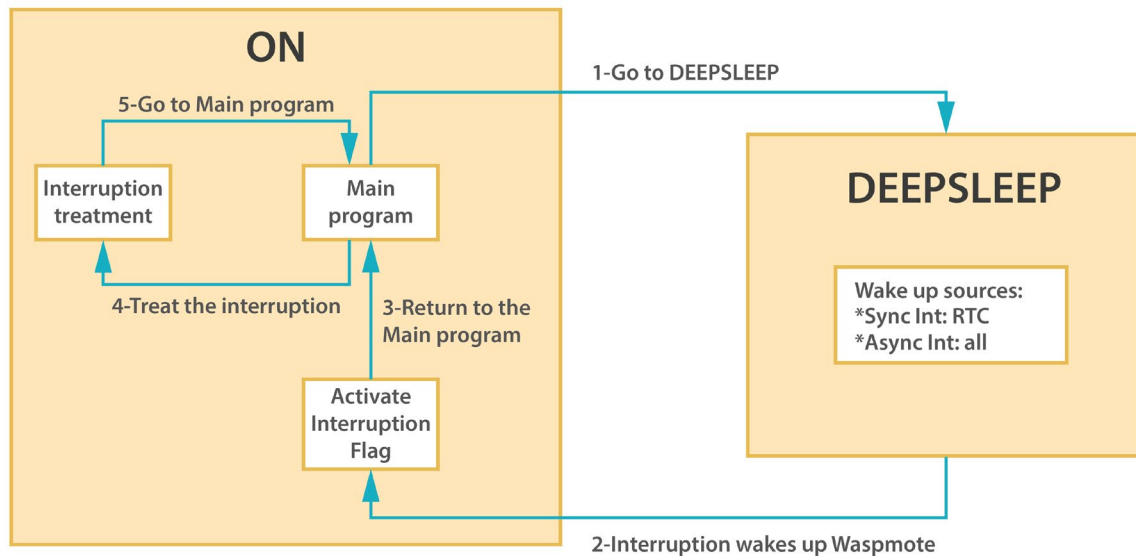 ON
1-Go to DEEPSLEEP
5-Go to Main program
Interruption
treatment
Main
program
4-Treat the interruption
3-Return to the
Main program
Activate
Interruption
Flag
DEEPSLEEP
Wake up sources:
*Sync Int: RTC
*Async Int: all
2-Interruption wakes up Waspmote